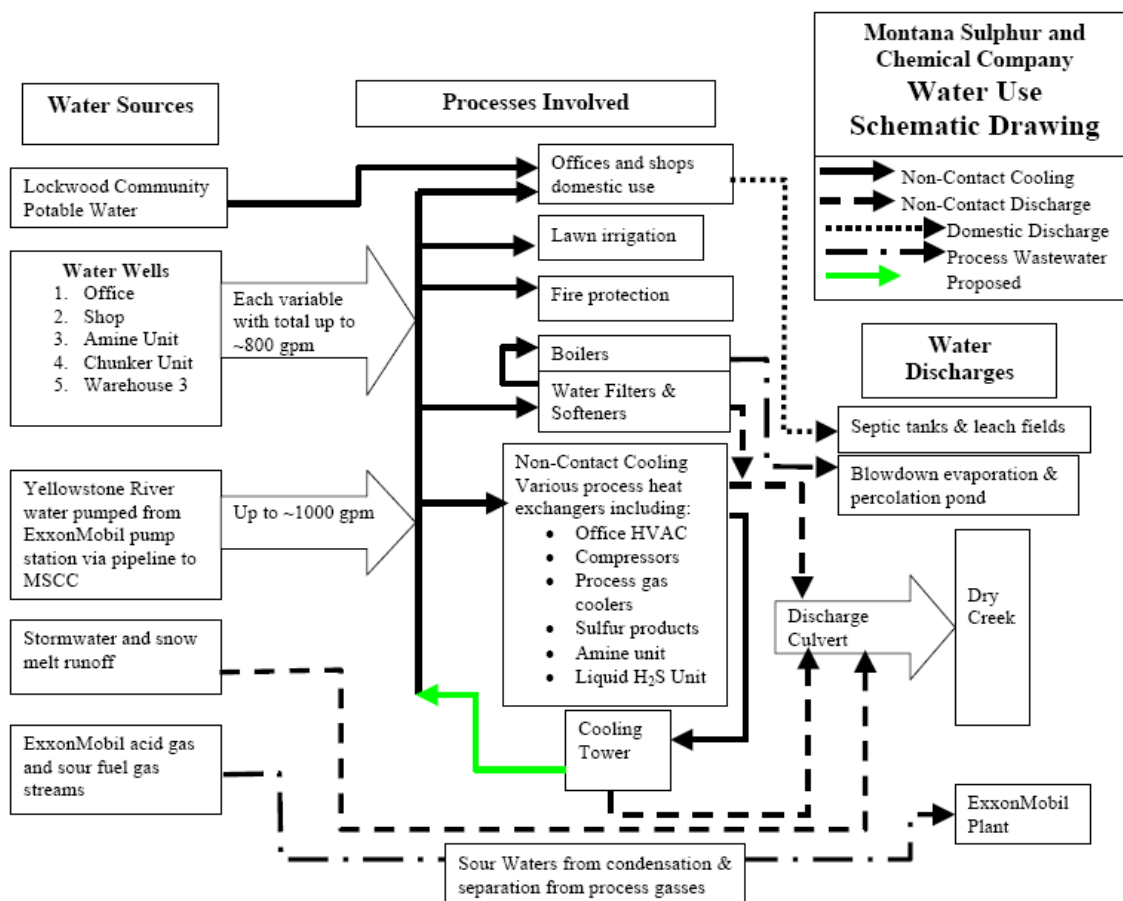 Montana Sulphur and
Chemical Company
Water Use
Schematic Drawing
Non-Contact Cooling
Non-Contact Discharge
Domestic Discharge
Process Wastewater
Proposed
Water Sources
Processes Involved
Lockwood Community
Potable Water
Water Wells
1. Office
2. Shop
3. Amine Unit
4. Chunker Unit
5. Warehouse 3
Each variable
with total up to
~800 gpm
Yellowstone River
water pumped from
ExxonMobil pump
station via pipeline to
MSCC
Up to ~1000 gpm
Stormwater and snow
melt runoff
ExxonMobil acid gas
and sour fuel gas
streams
Offices and shops
domestic use
Lawn irrigation
Fire protection
Boilers
Water Filters &
Softeners
Non-Contact Cooling
Various process heat
exchangers including:
• Office HVAC
• Compressors
• Process gas
coolers
• Sulfur products
• Amine unit
• Liquid H₂S Unit
Cooling
Tower
Sour Waters from condensation &
separation from process gasses
Water
Discharges
Septic tanks & leach fields
Blowdown evaporation &
percolation pond
Discharge
Culvert
Dry
Creek
ExxonMobil
Plant